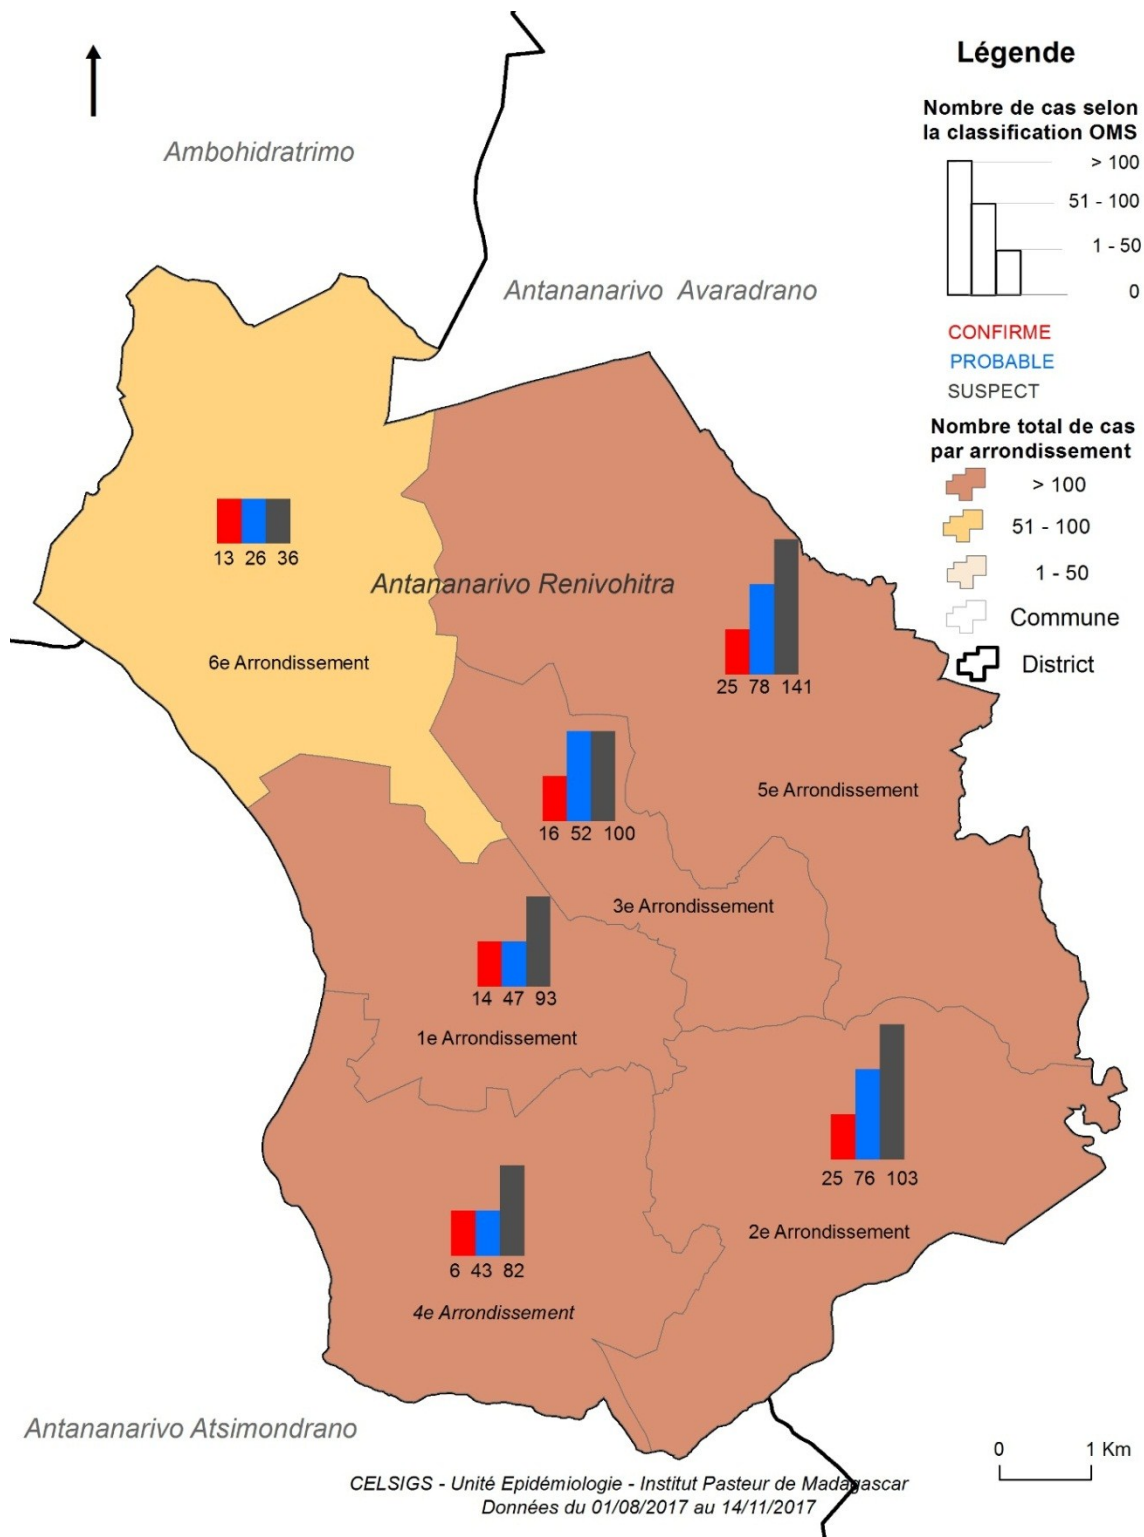 Légende
Nombre de cas selon
la classification OMS
> 100
51 - 100
1 - 50
0
CONFIRME
PROBABLE
SUSPECT
Nombre total de cas
par arrondissement
> 100
51 - 100
1 - 50
Commune
District
Ambohidratrimo
Antananarivo Avaradrano
13 26 36
Antananarivo Renivohitra
6e Arrondissement
25 78 141
5e Arrondissement
16 52 100
3e Arrondissement
14 47 93
1e Arrondissement
25 76 103
2e Arrondissement
6 43 82
4e Arrondissement
Antananarivo Atsimondrano
0 1 Km
CELSIGS - Unité Epidémiologie - Institut Pasteur de Madagascar
Données du 01/08/2017 au 14/11/2017